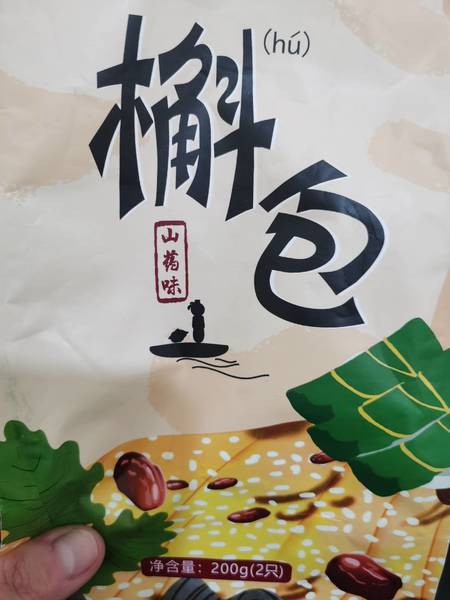 槲(hú)
包
山药味
净含量：200g(2只)